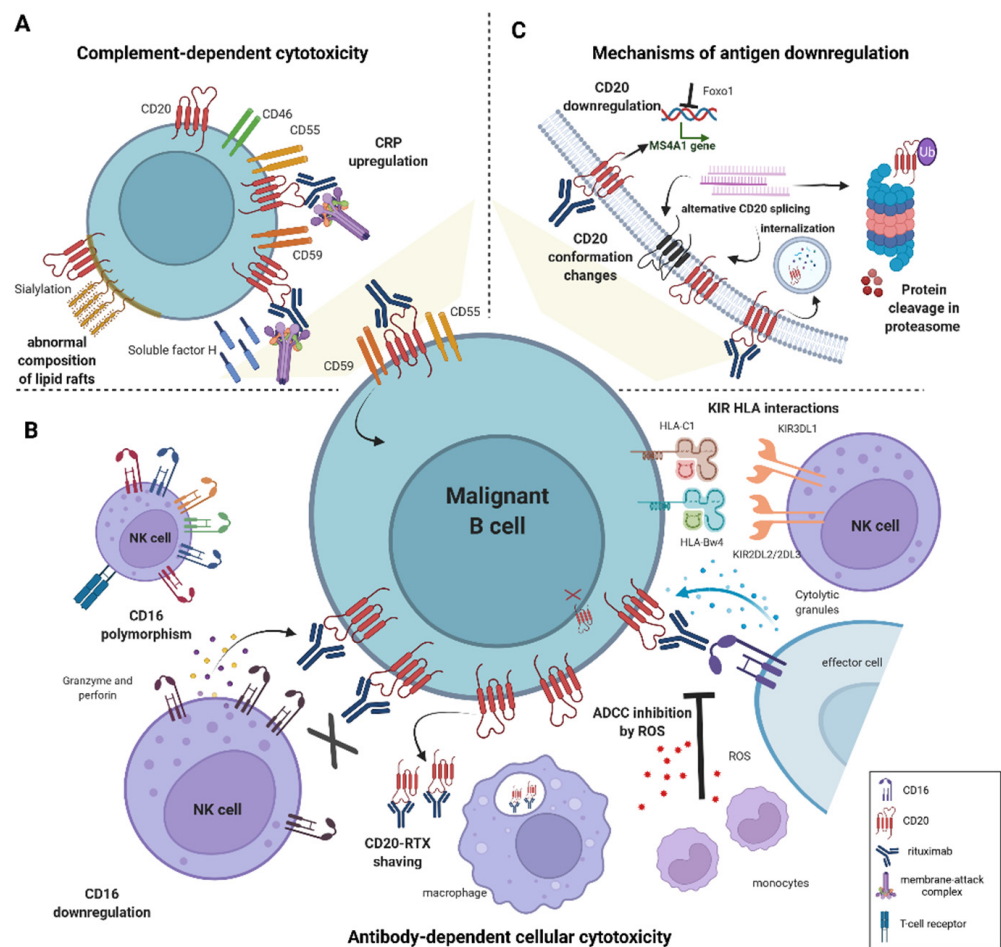 A
Complement-dependent cytotoxicity
CD20
CD46
CD55
CRP
upregulation
CD59
Sialylation
abnormal
composition
of lipid rafts
Soluble factor H
CD59
CD55
C
Mechanisms of antigen downregulation
CD20
downregulation
Foxo1
MS4A1 gene
Ub
alternative CD20 splicing
CD20
conformation
changes
internalization
Protein
cleavage in
proteasome
B
NK cell
CD16
polymorphism
Granzyme and
perforin
NK cell
CD16
downregulation
Malignant
B cell
KIR HLA interactions
HLA-C1
KIR3DL1
HLA-Bw4
KIR2DL2/2DL3
NK cell
Cytolytic
granules
effector cell
ADCC inhibition
by ROS
ROS
CD20-RTX
shaving
macrophage
monocytes
Antibody-dependent cellular cytotoxicity
CD16
CD20
rituximab
membrane-attack
complex
T-cell receptor